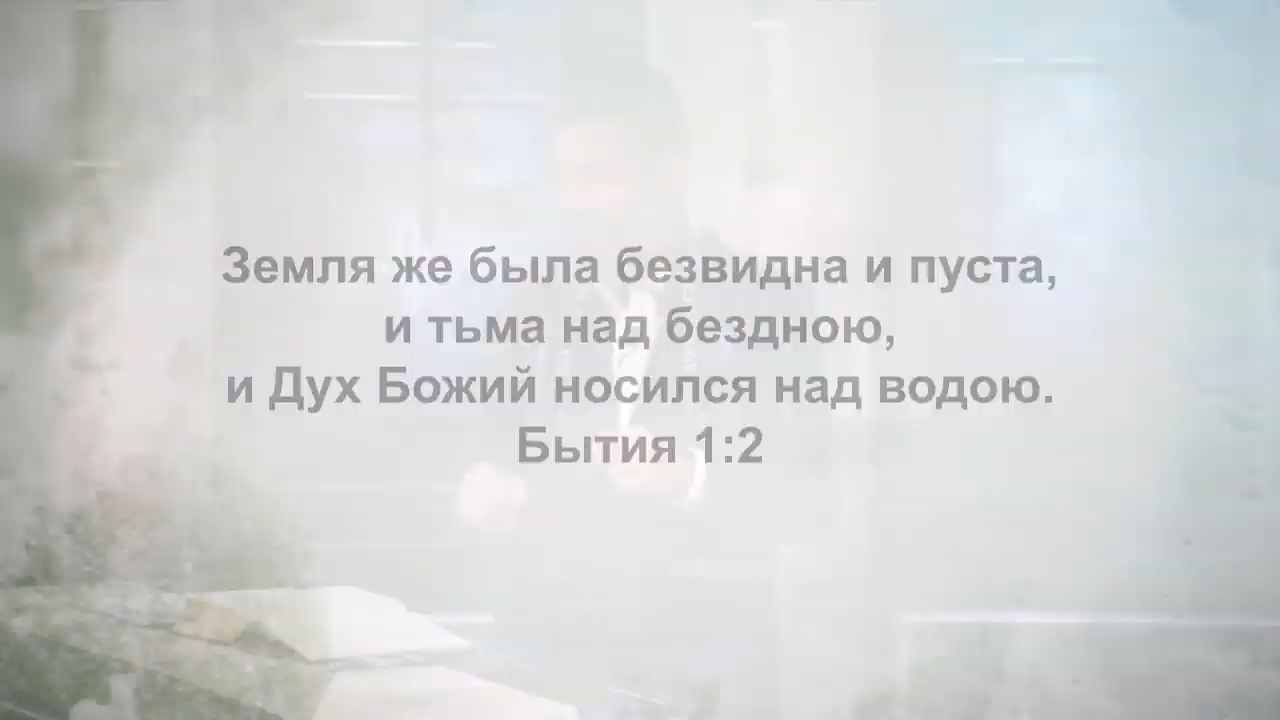 Земля же была безвидна и пуста,
и тьма над бездною,
и Дух Божий носился над водою.
Бытия 1:2